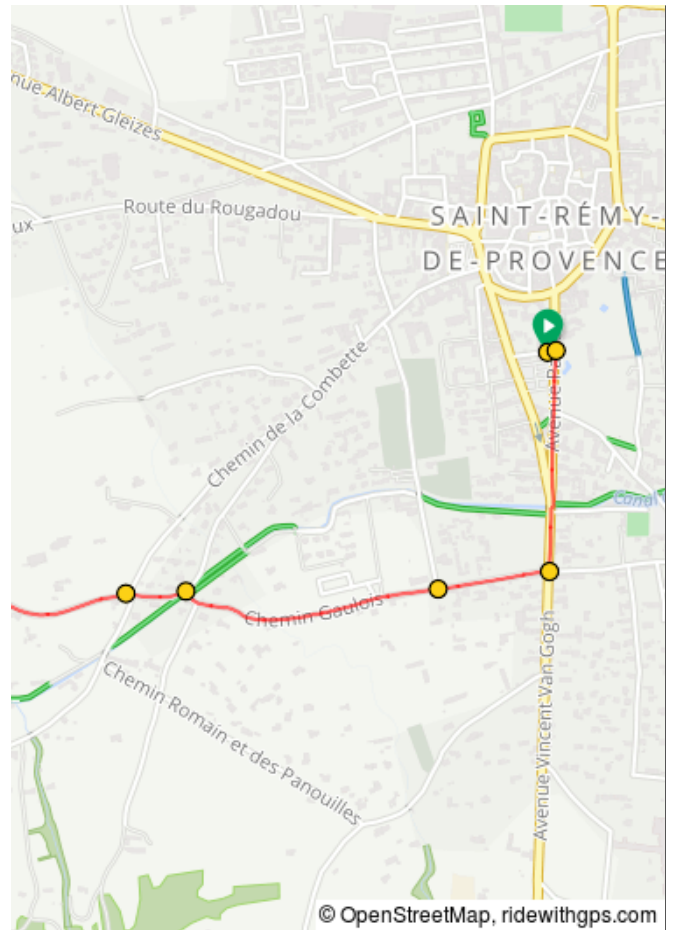 nue Albert Gleizes
Route du Rougadou
ux
SAINT-RÉMY-
DE-PROVENCE
Avenue Pa
Chemin de la Combette
Canal
Chemin Gaulois
Chemin Romain et des Panouilles
Avenue Vincent Van Gogh
© OpenStreetMap, ridewithgps.com